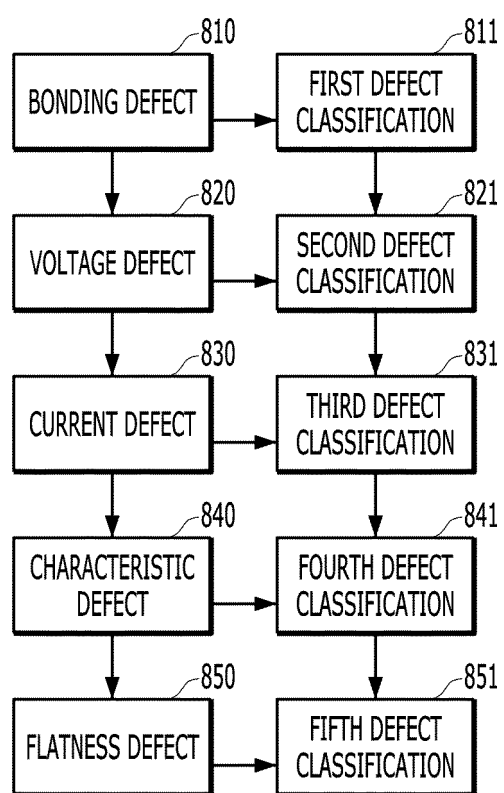 810
811
BONDING DEFECT
FIRST DEFECT
CLASSIFICATION
820
821
VOLTAGE DEFECT
SECOND DEFECT
CLASSIFICATION
830
831
CURRENT DEFECT
THIRD DEFECT
CLASSIFICATION
840
841
CHARACTERISTIC
DEFECT
FOURTH DEFECT
CLASSIFICATION
850
851
FLATNESS DEFECT
FIFTH DEFECT
CLASSIFICATION